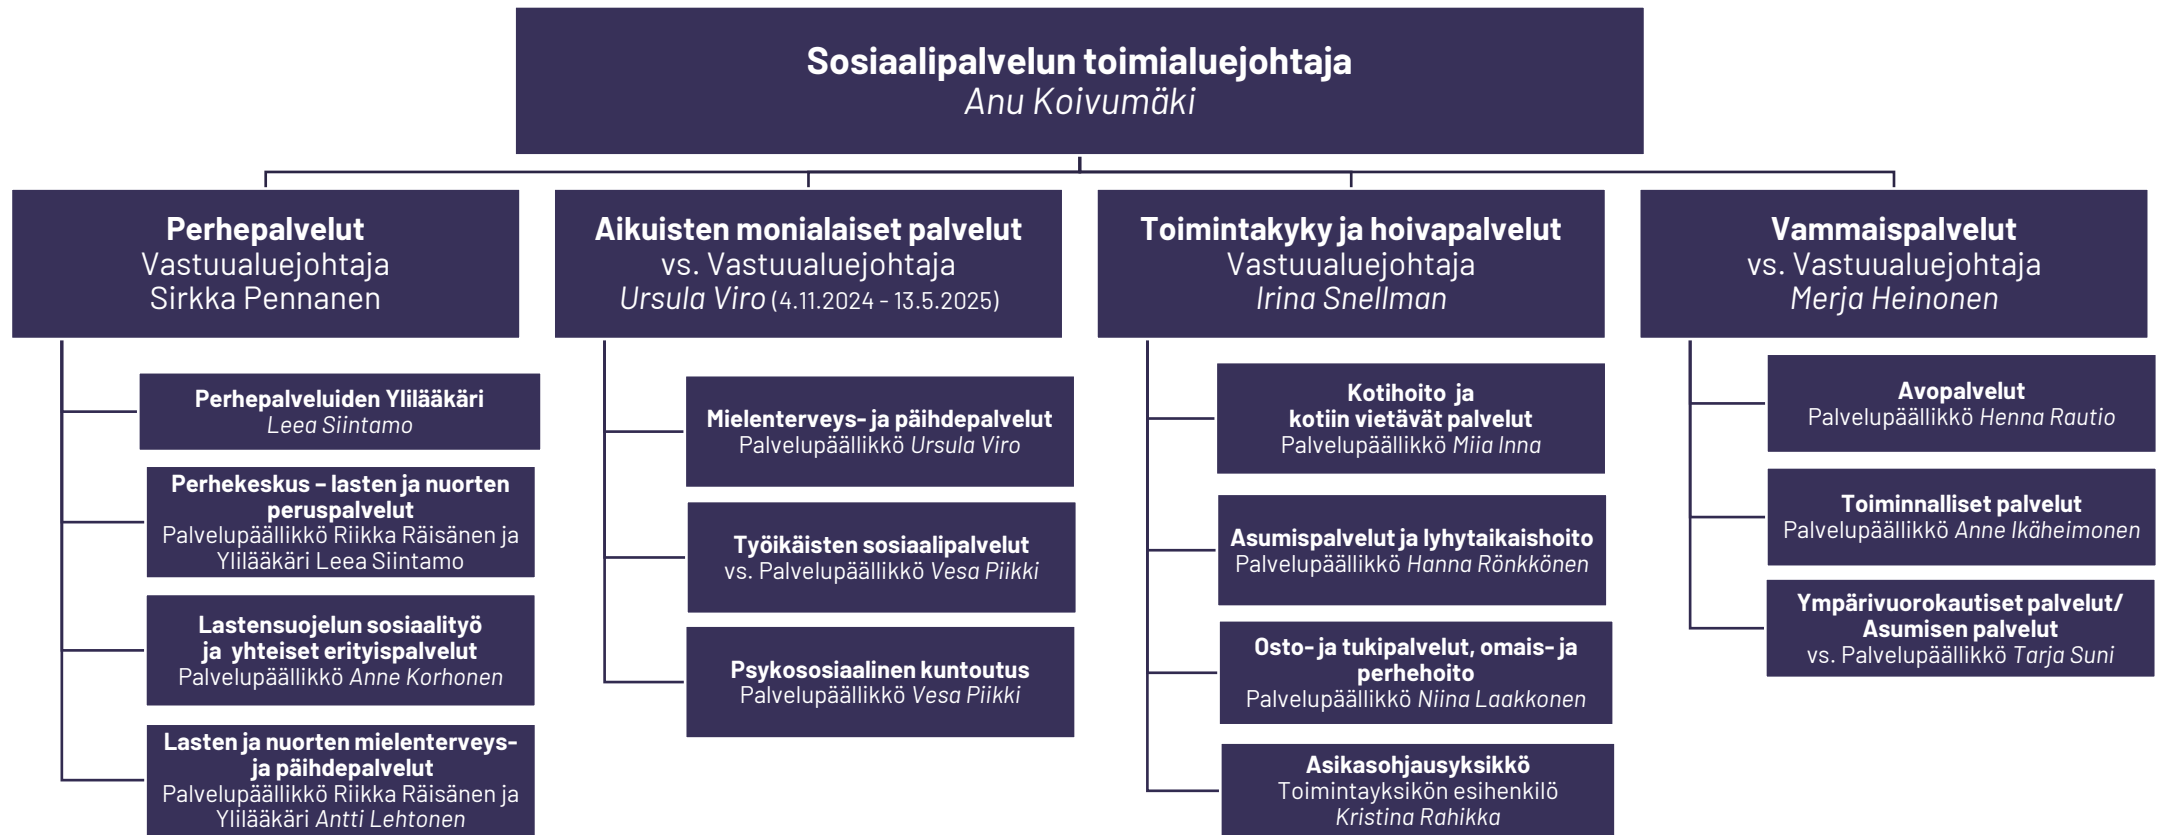 Sosiaalipalvelun toimialuejohtaja
Anu Koivumäki
Perhepalvelut
Vastuualuejohtaja
Sirkka Pennanen
Perhepalveluiden Ylilääkäri
Leea Siintamo
Perhekeskus – lasten ja nuorten
peruspalvelut
Palvelupäällikkö Riikka Räisänen ja
Ylilääkäri Leea Siintamo
Lastensuojelun sosiaalityö
ja yhteiset erityispalvelut
Palvelupäällikkö Anne Korhonen
Lasten ja nuorten mielenterveys-
ja päihdepalvelut
Palvelupäällikkö Riikka Räisänen ja
Ylilääkäri Antti Lehtonen
Aikuisten monialaiset palvelut
vs. Vastuualuejohtaja
Ursula Viro (4.11.2024 - 13.5.2025)
Mielenterveys- ja päihdepalvelut
Palvelupäällikkö Ursula Viro
Työikäisten sosiaalipalvelut
vs. Palvelupäällikkö Vesa Piikki
Psykososiaalinen kuntoutus
Palvelupäällikkö Vesa Piikki
Toimintakyky ja hoivapalvelut
Vastuualuejohtaja
Irina Snellman
Kotihoito ja
kotiin vietävät palvelut
Palvelupäällikkö Miia Inna
Asumispalvelut ja lyhytaikaishoito
Palvelupäällikkö Hanna Rönkkönen
Osto- ja tukipalvelut, omais- ja
perhehoito
Palvelupäällikkö Niina Laakkonen
Asikasohjausyksikkö
Toimintayksikön esihenkilö
Kristina Rahikka
Vammaispalvelut
vs. Vastuualuejohtaja
Merja Heinonen
Avopalvelut
Palvelupäällikkö Henna Rautio
Toiminnalliset palvelut
Palvelupäällikkö Anne Ikäheimonen
Ympärivuorokautiset palvelut/
Asumisen palvelut
vs. Palvelupäällikkö Tarja Suni